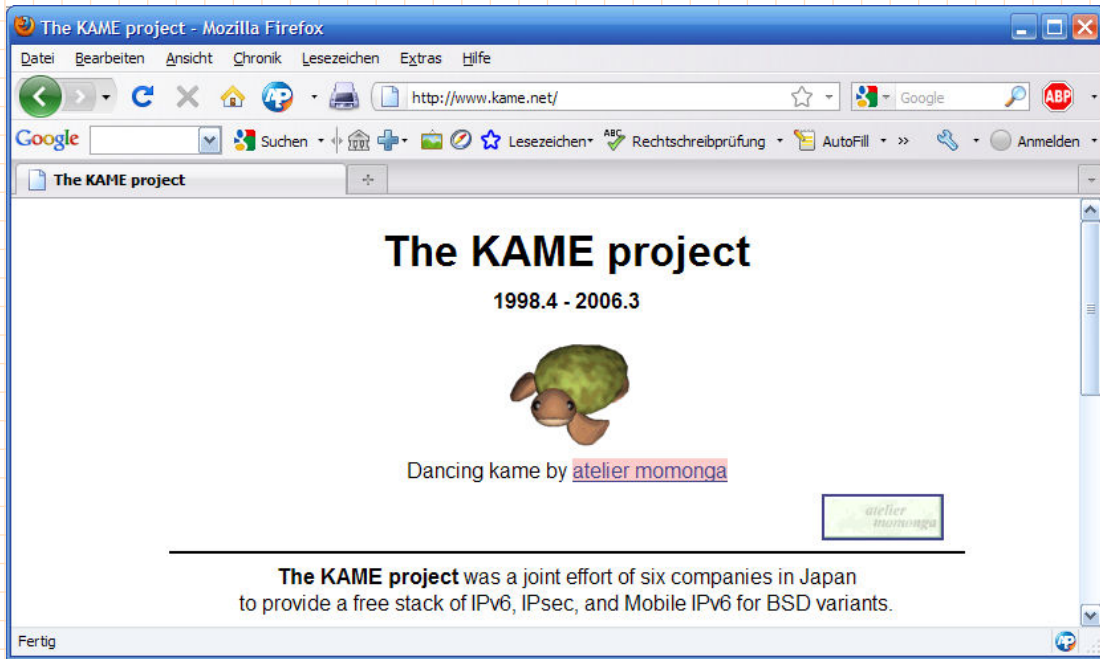 The KAME project - Mozilla Firefox
Datei Bearbeiten Ansicht Chronik Lesezeichen Extras Hilfe
http://www.kame.net/ Google ABP
Google Suchen Lesezeichen ABC Rechtschreibprüfung AutoFill » Anmelden
The KAME project
The KAME project
1998.4 - 2006.3
Dancing kame by atelier momonga
atelier
momonga
The KAME project was a joint effort of six companies in Japan
to provide a free stack of IPv6, IPsec, and Mobile IPv6 for BSD variants.
Fertig